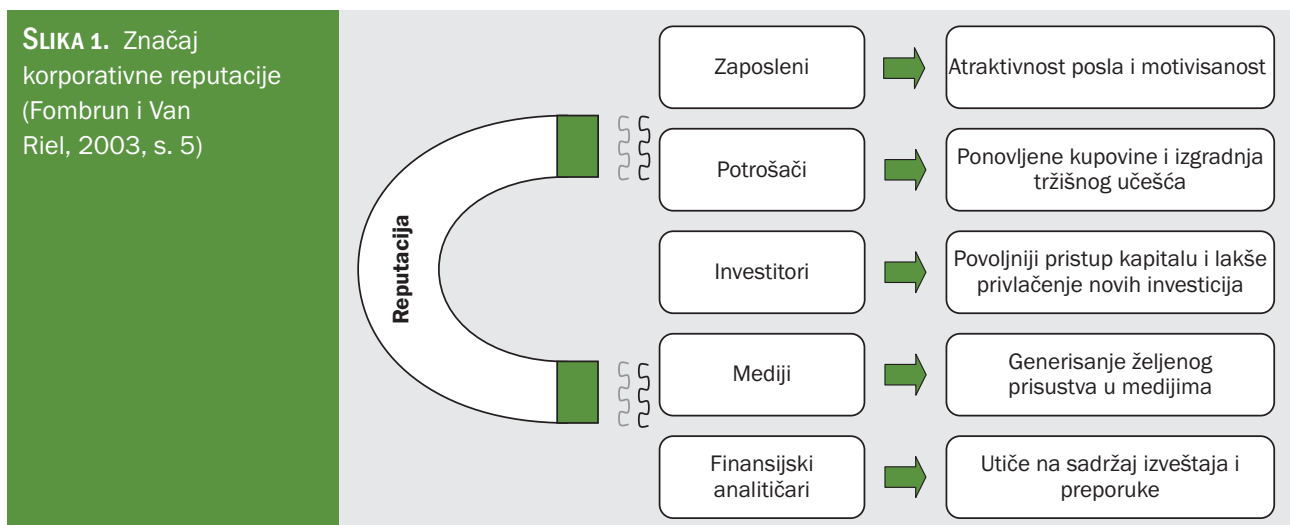 SLIKA 1. Značaj
korporativne reputacije
(Fombrun i Van
Riel, 2003, s. 5)
Reputacija
Zaposleni
Atraktivnost posla i motivisanost
Potrošači
Ponovljene kupovine i izgradnja
tržišnog učešća
Investitori
Povoljniji pristup kapitalu i lakše
privlačenje novih investicija
Mediji
Generisanje željenog
prisustva u medijima
Finansijski
analitičari
Utiče na sadržaj izveštaja i
preporuke